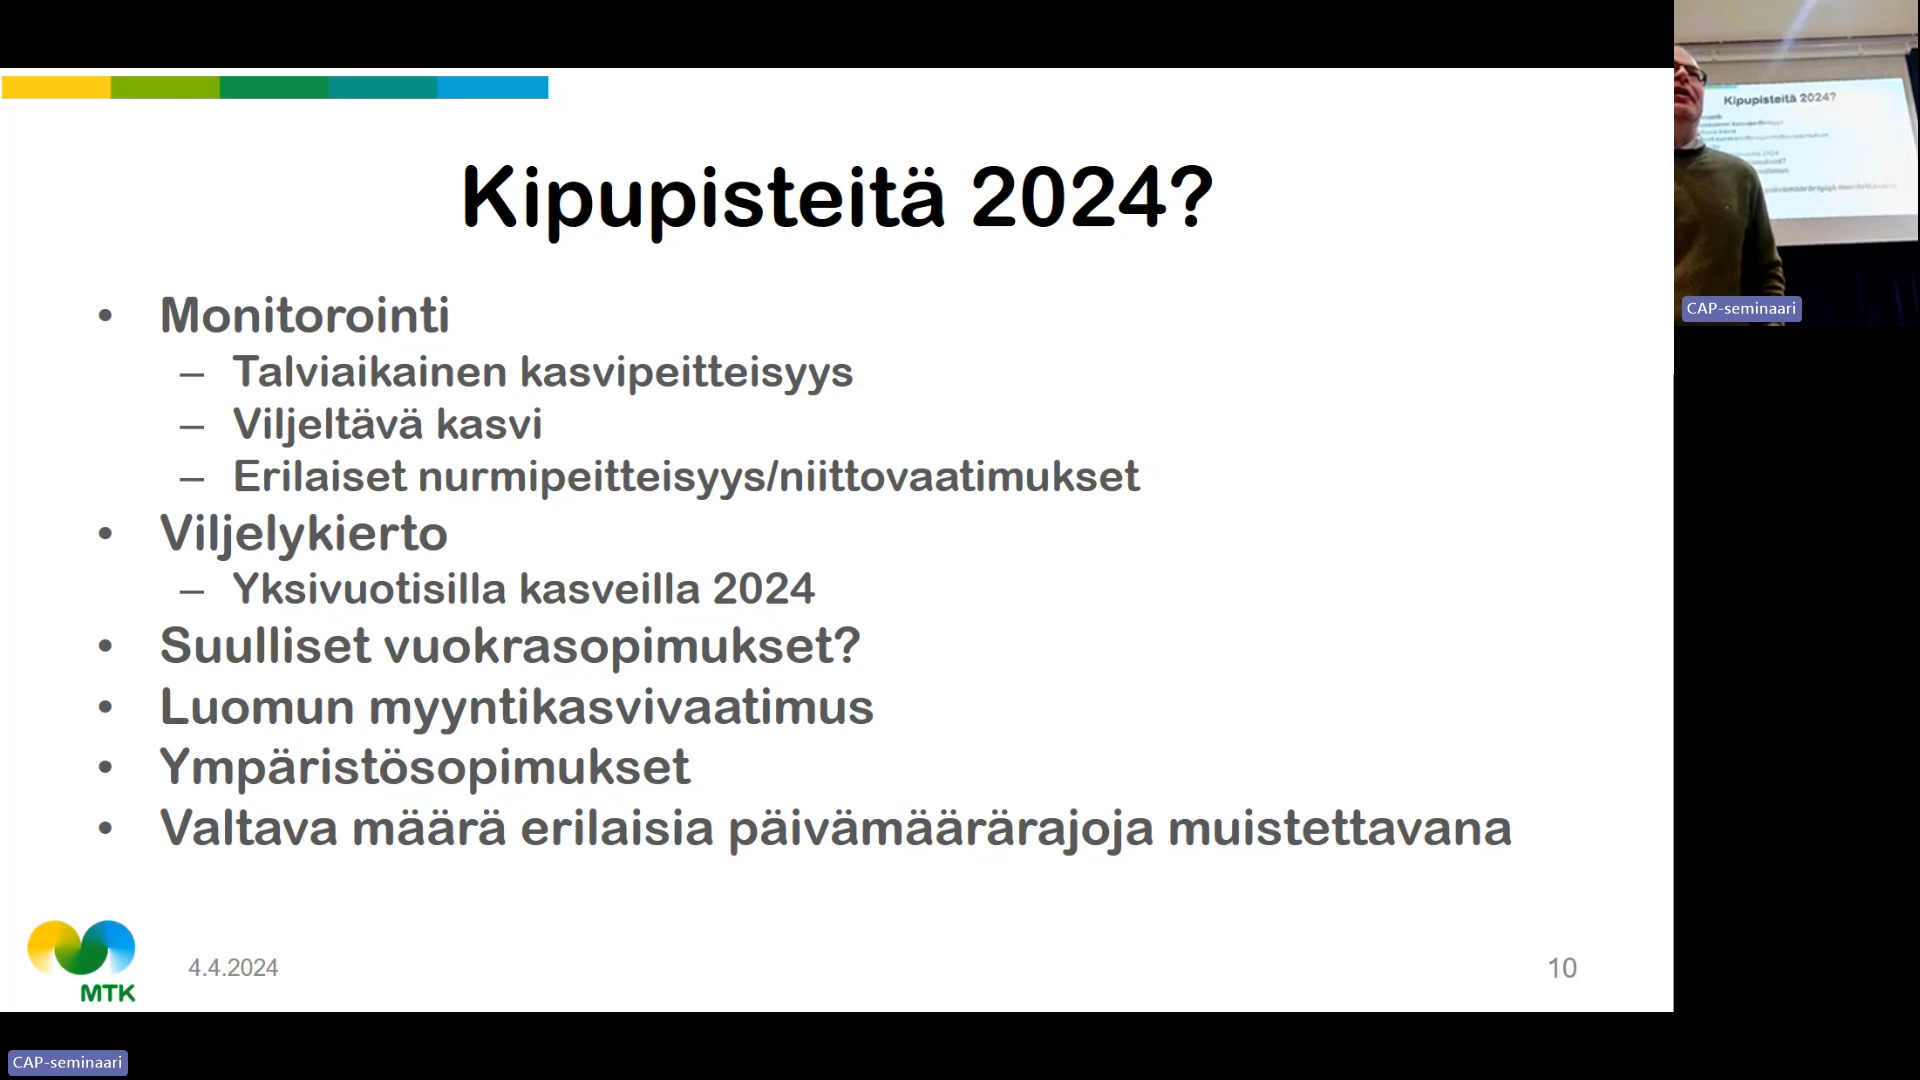 Kipupisteitä 2024?
• Monitorointi
– Talviaikainen kasvipeitteisyys
– Viljeltävä kasvi
– Erilaiset nurmipeitteisyys/niittovaatimukset
• Viljelykierto
– Yksivuotisilla kasveilla 2024
• Suulliset vuokrasopimukset?
• Luomun myyntikasvivaatimus
• Ympäristösopimukset
• Valtava määrä erilaisia päivämäärärajoja muistettavana
MTK
4.4.2024
10
CAP-seminaari
Kipupisteitä 2024?
CAP-seminaari